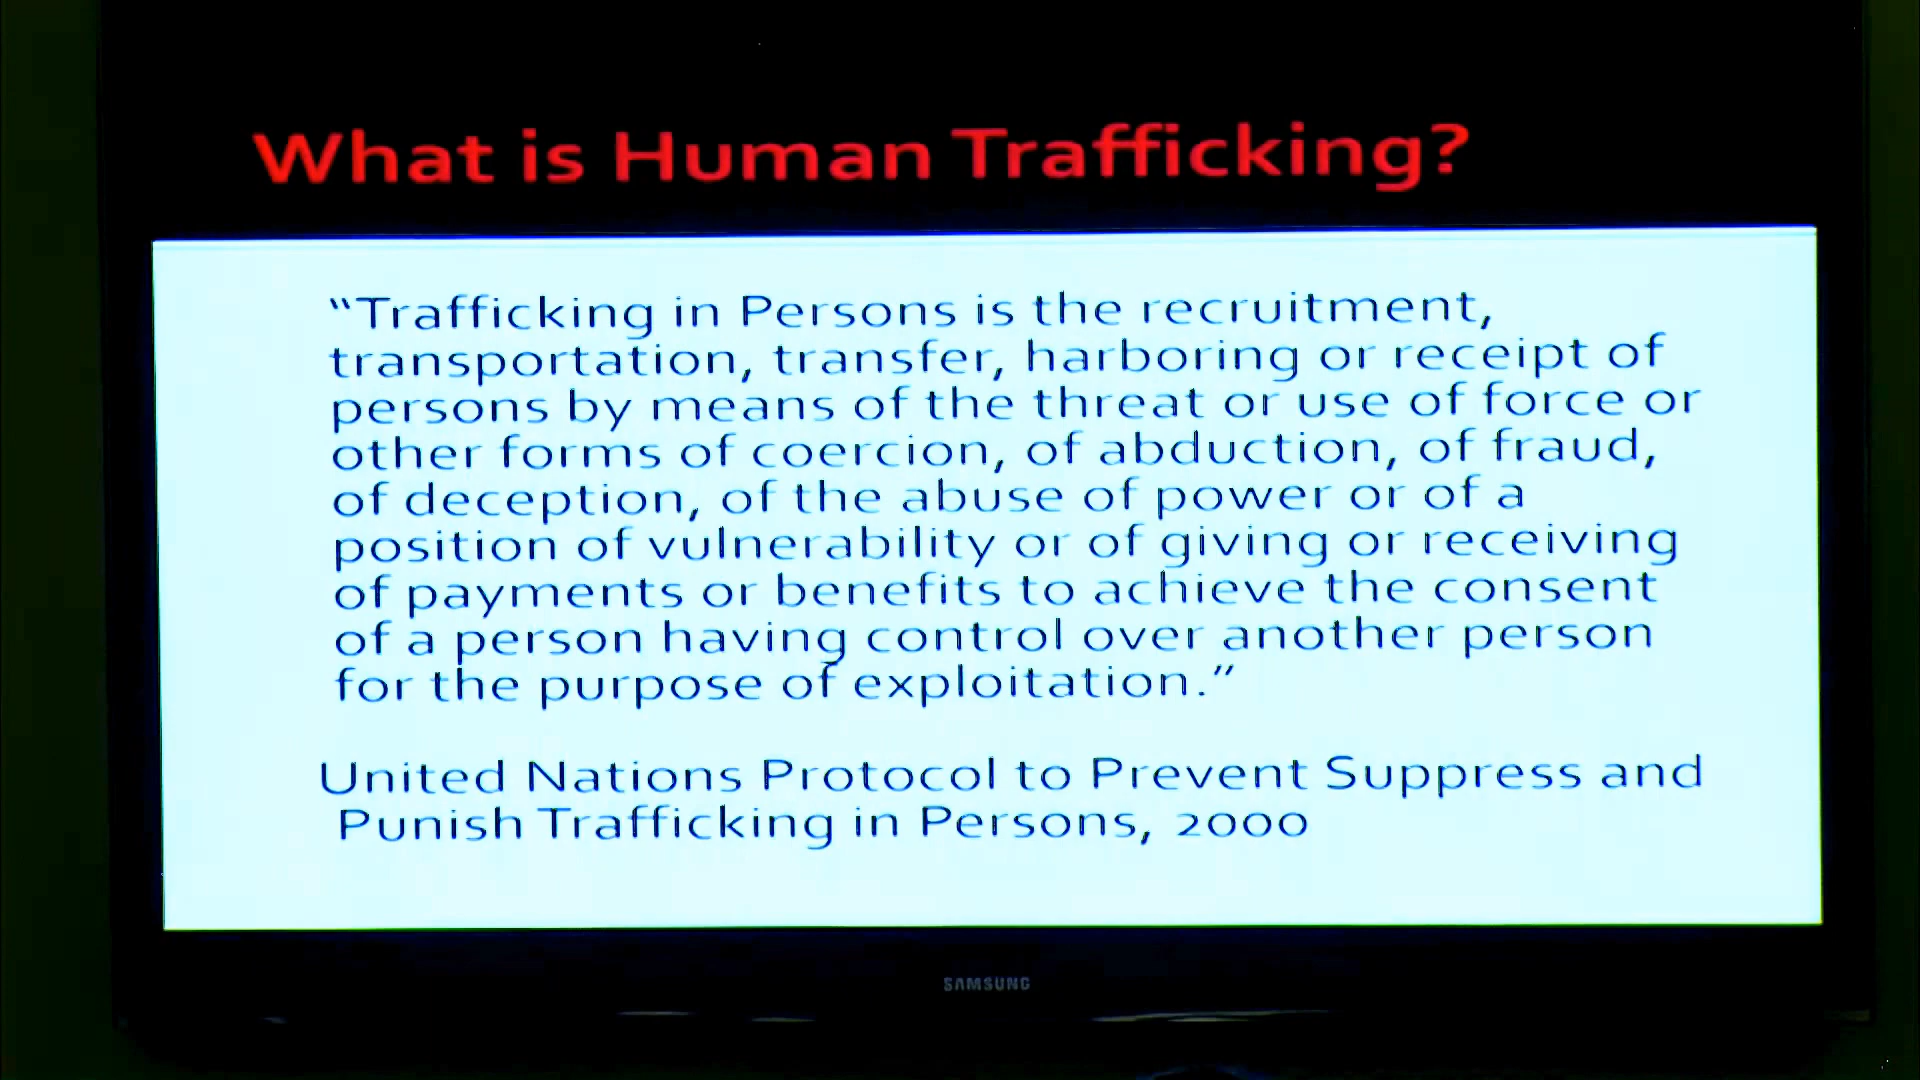 What is Human Trafficking?
“Trafficking in Persons is the recruitment,
transportation, transfer, harboring or receipt of
persons by means of the threat or use of force or
other forms of coercion, of abduction, of fraud,
of deception, of the abuse of power or of a
position of vulnerability or of giving or receiving
of payments or benefits to achieve the consent
of a person having control over another person
for the purpose of exploitation.”
United Nations Protocol to Prevent Suppress and
Punish Trafficking in Persons, 2000
SAMSUNG